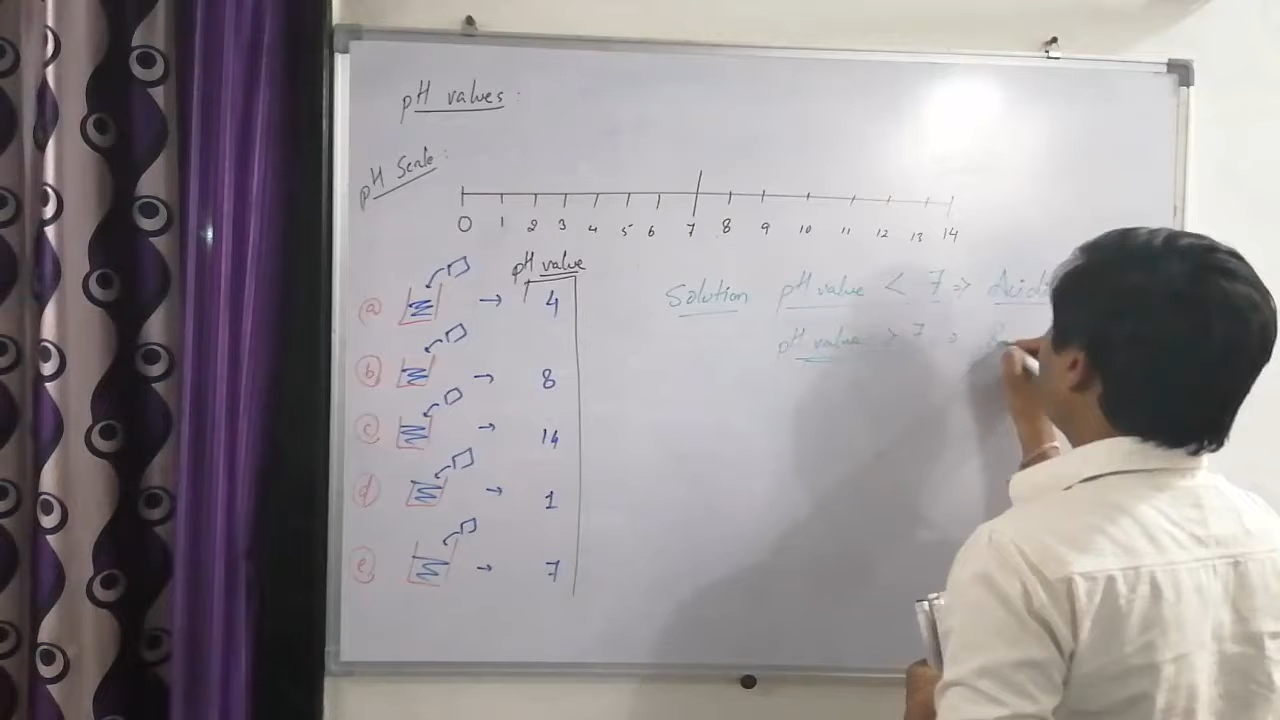 pH values:
pH Scale:
0 1 2 3 4 5 6 7 8 9 10 11 12 13 14
pH value
a → 4
b → 8
c → 14
d → 1
e → 7
Solution pH value < 7 ⇒
pH value > 7